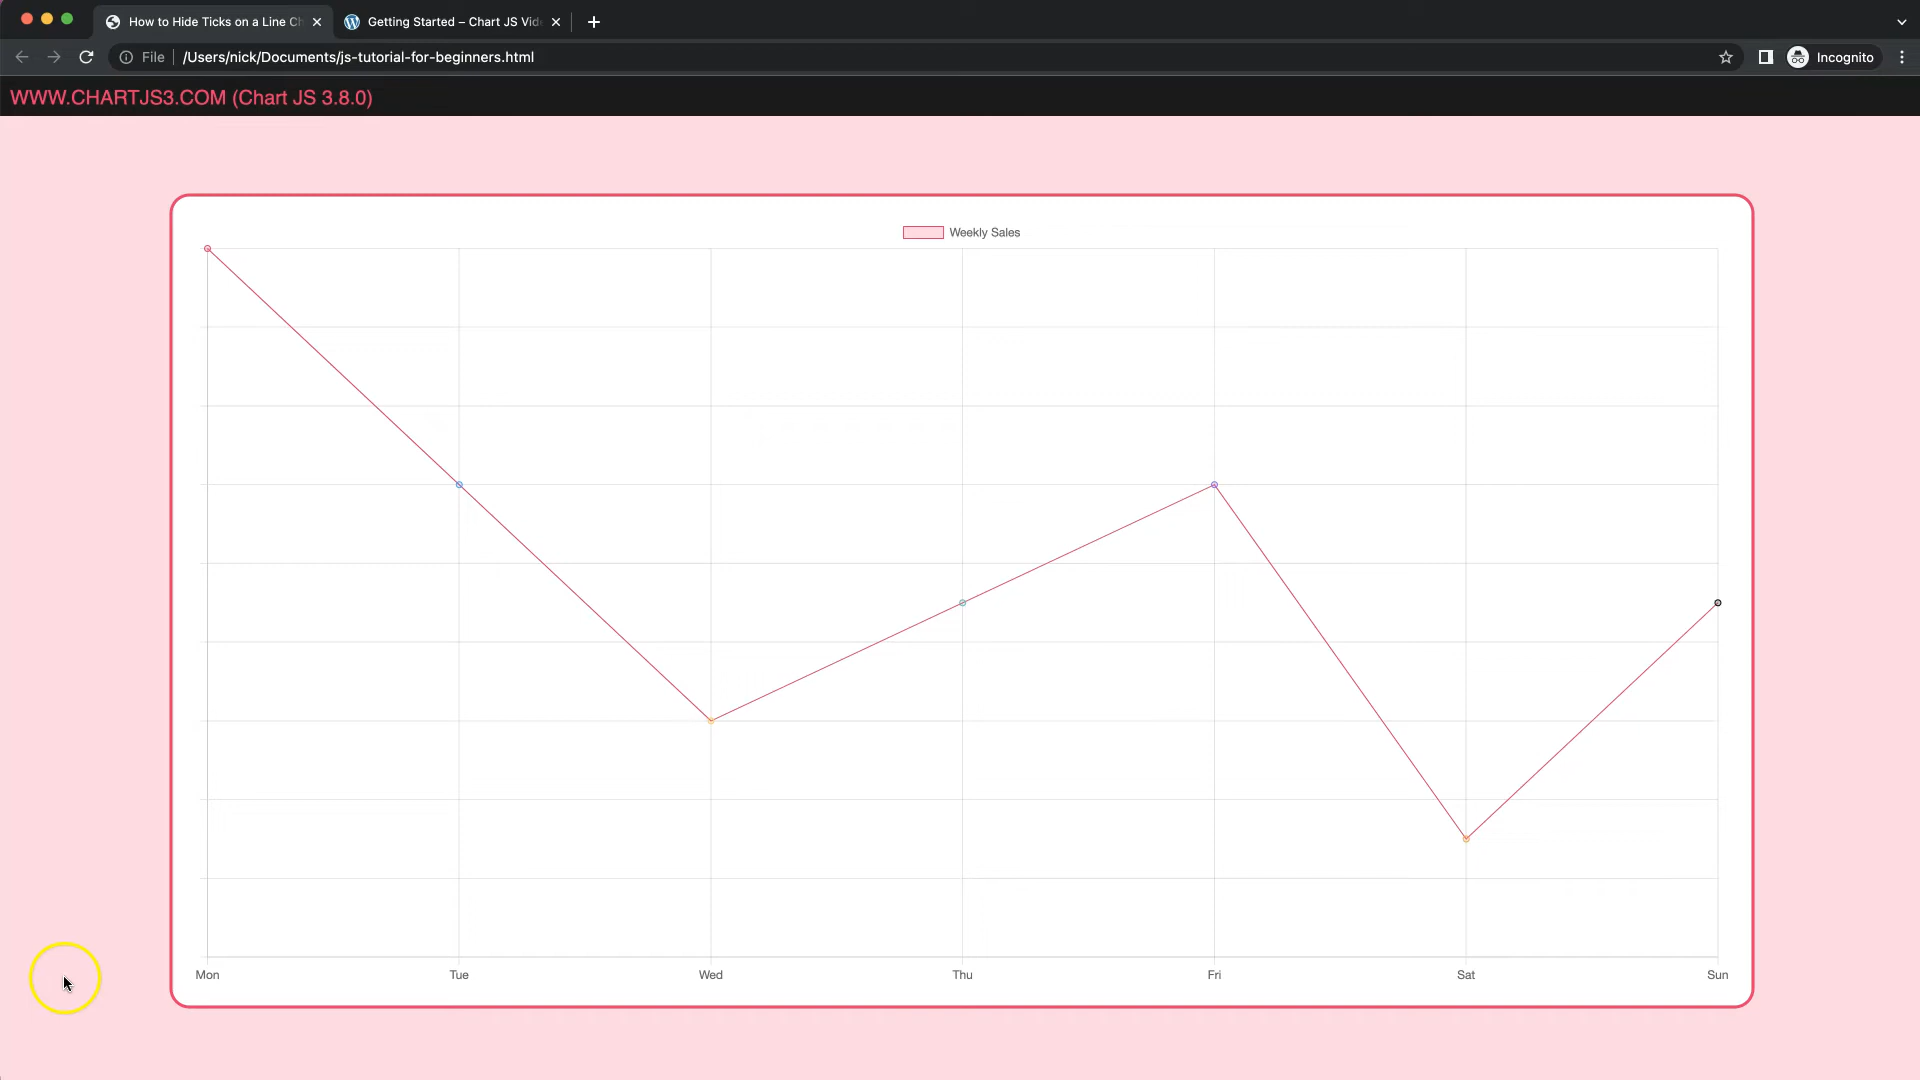 How to Hide Ticks on a Line Ch
Getting Started – Chart JS Vid
File
/Users/nick/Documents/js-tutorial-for-beginners.html
Incognito
WWW.CHARTJS3.COM (Chart JS 3.8.0)
Weekly Sales
Mon Tue Wed Thu Fri Sat Sun